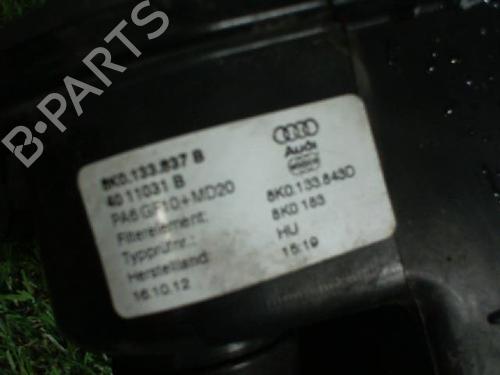 B-PARTS
8K0.133.837 B
40 11031 B
PA6 GF10+MD20
Filterelement: 8K0.133.843D
Typprüfnr.: 8K0 183
Herstelland: HU
16.10.12 15:19
Audi